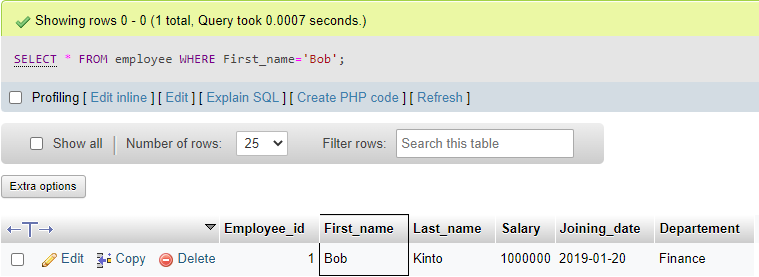 Showing rows 0 - 0 (1 total, Query took 0.0007 seconds.)
SELECT * FROM employee WHERE First_name='Bob';
Profiling [ Edit inline ] [ Edit ] [ Explain SQL ] [ Create PHP code ] [ Refresh ]
Show all Number of rows: 25 Filter rows: Search this table
Extra options
Employee_id First_name Last_name Salary Joining_date Departement
Edit Copy Delete 1 Bob Kinto 1000000 2019-01-20 Finance